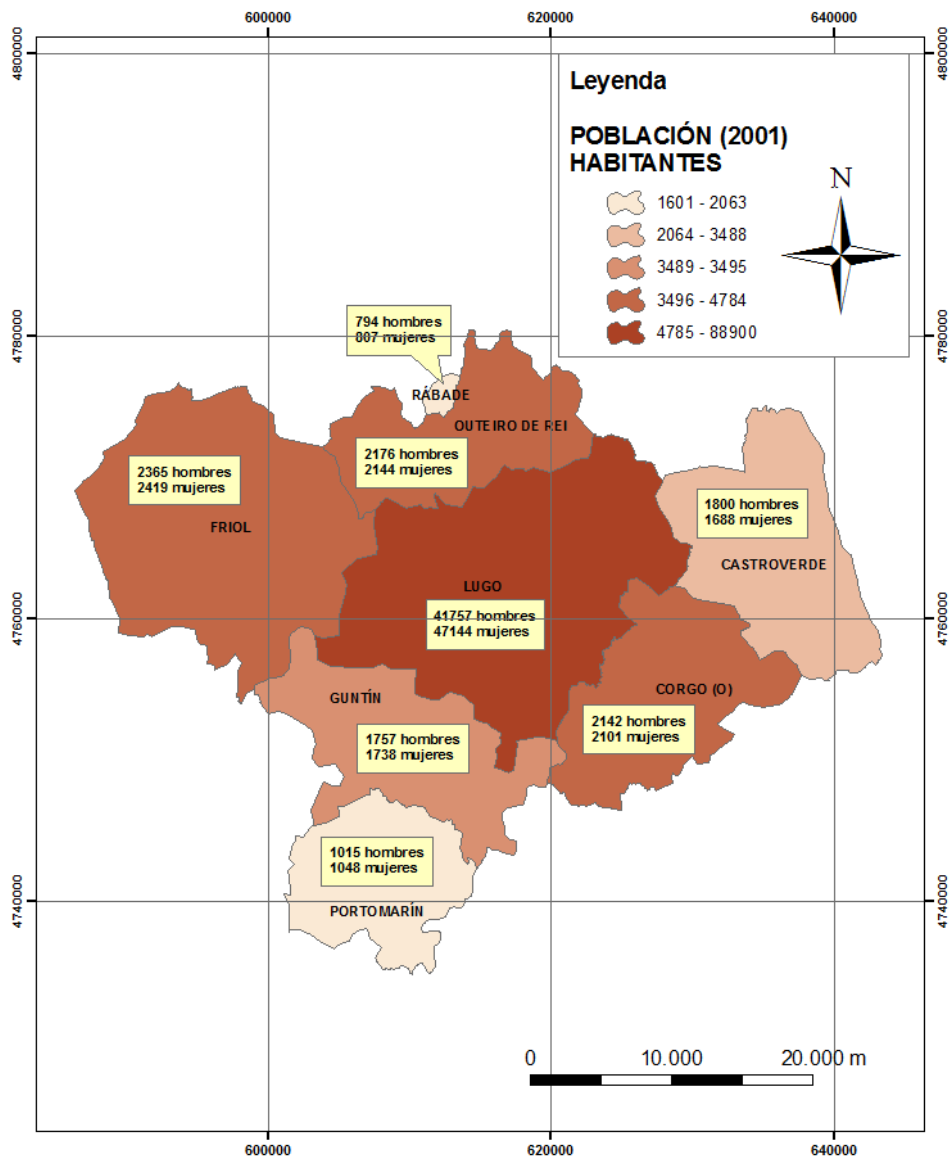 600000
620000
640000
4800000
4800000
Leyenda
POBLACIÓN (2001)
HABITANTES
N
1601 - 2063
2064 - 3488
3489 - 3495
3496 - 4784
4785 - 88900
794 hombres
807 mujeres
4780000
4780000
RÁBADE
OUTEIRO DE REI
2176 hombres
2144 mujeres
2365 hombres
2419 mujeres
FRIOL
1800 hombres
1688 mujeres
CASTROVERDE
LUGO
41757 hombres
47144 mujeres
4760000
4760000
GUNTÍN
CORGO (O)
2142 hombres
2101 mujeres
1757 hombres
1738 mujeres
1015 hombres
1048 mujeres
PORTOMARÍN
4740000
4740000
0 10.000 20.000 m
600000
620000
640000